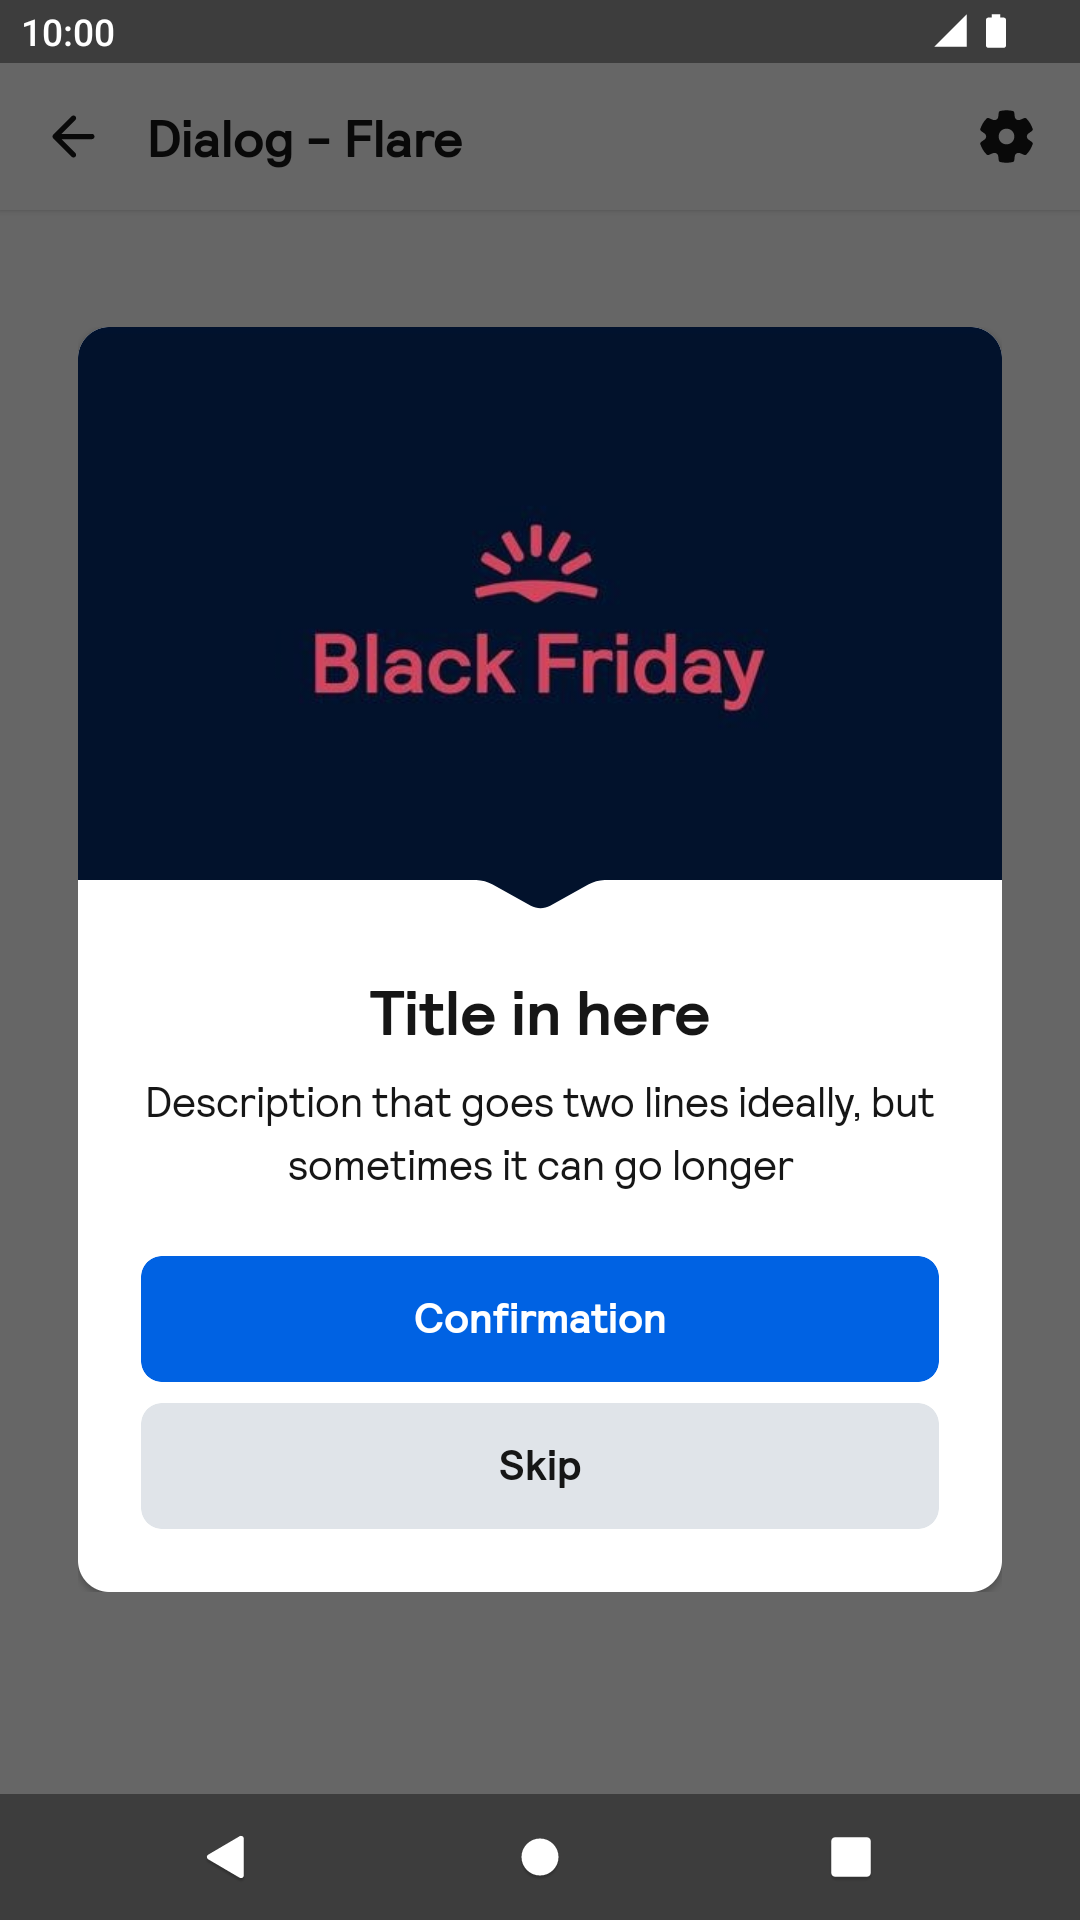 10:00
Dialog - Flare
Black Friday
Title in here
Description that goes two lines ideally, but
sometimes it can go longer
Confirmation
Skip